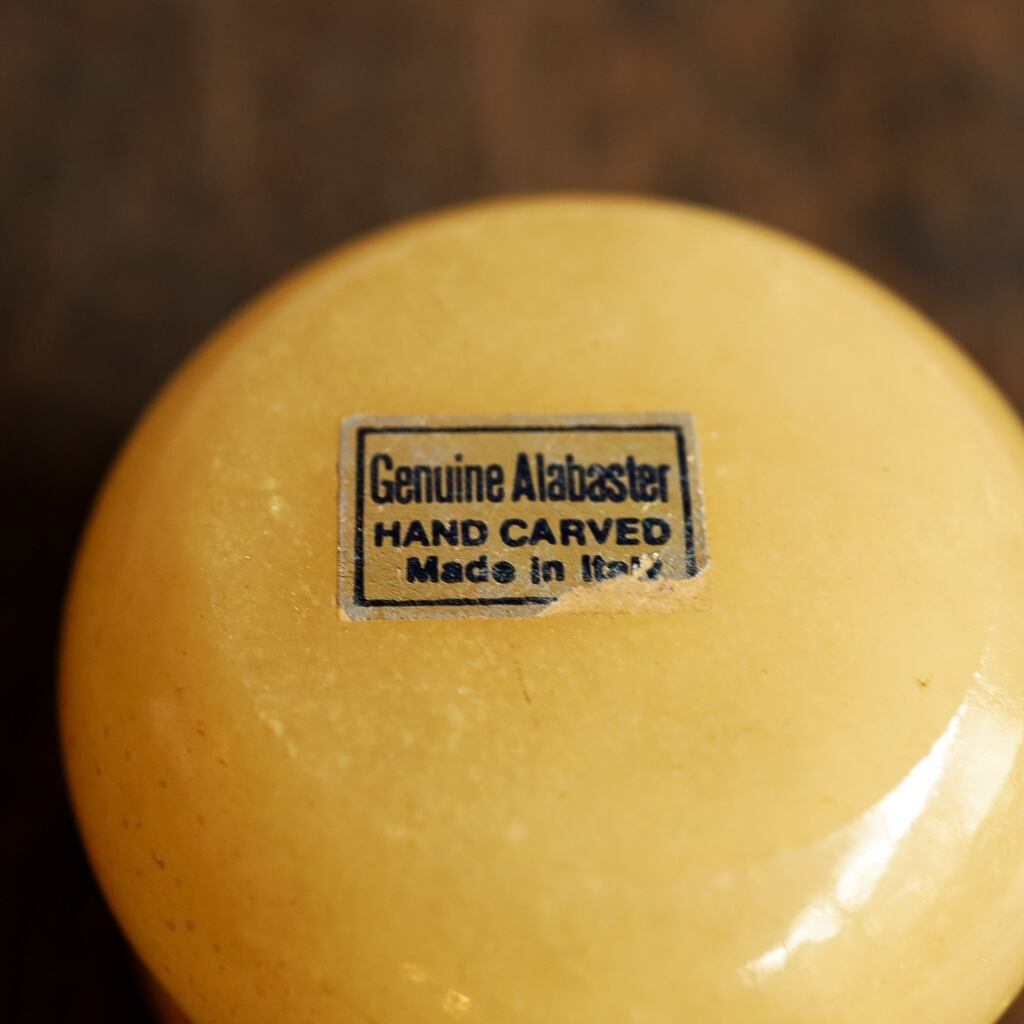 Genuine Alabaster
HAND CARVED
Made in Italy